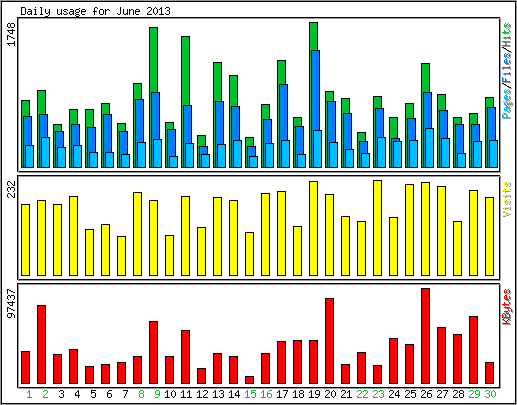 Daily usage for June 2013
1748
Pages/Files/Hits
232
Visits
97437
KBytes
1 2 3 4 5 6 7 8 9 10 11 12 13 14 15 16 17 18 19 20 21 22 23 24 25 26 27 28 29 30